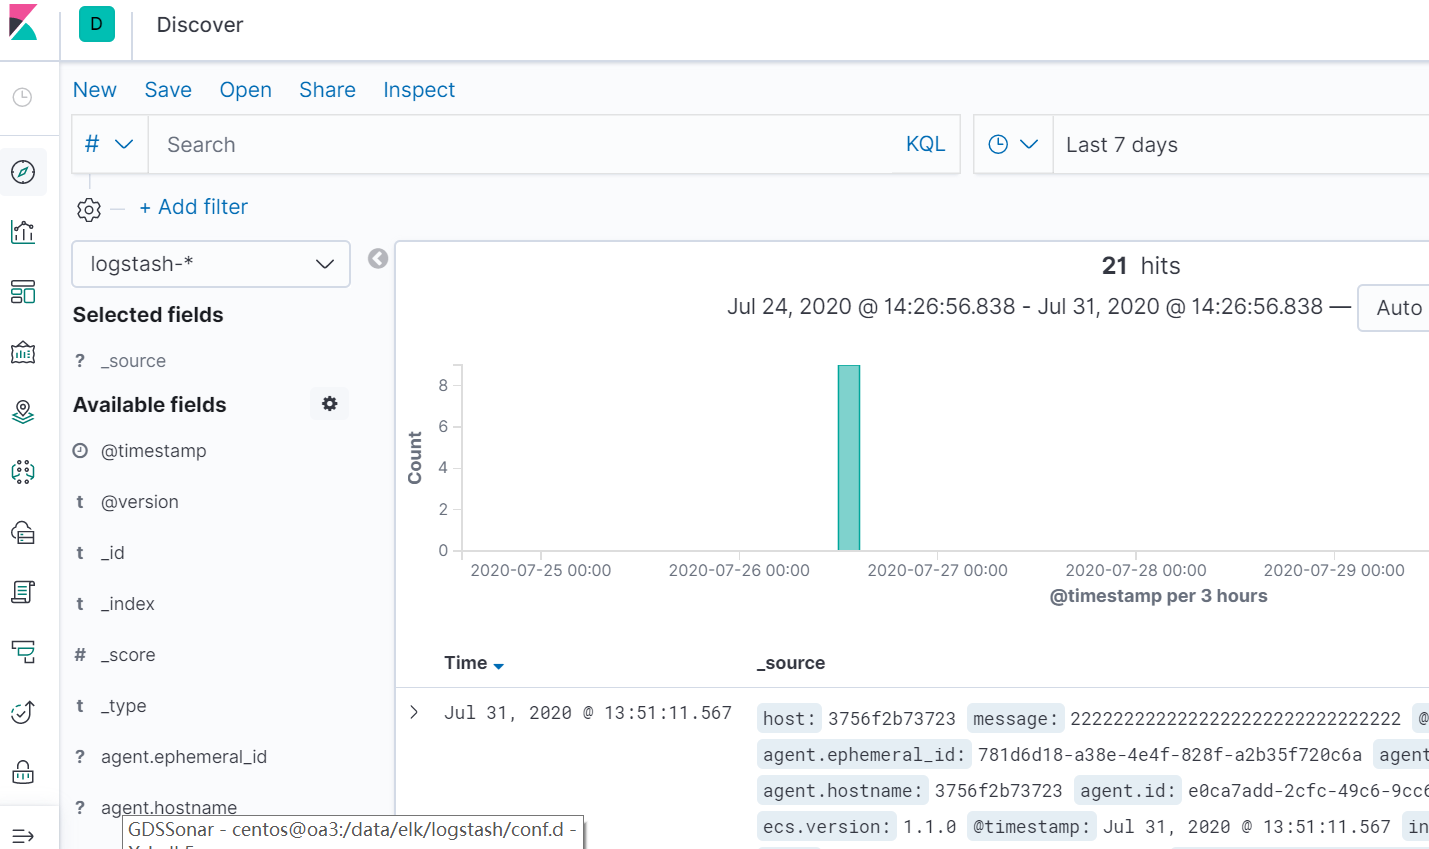 D Discover
New Save Open Share Inspect
# Search KQL Last 7 days
+ Add filter
logstash-*
21 hits
Jul 24, 2020 @ 14:26:56.838 - Jul 31, 2020 @ 14:26:56.838 — Auto
Selected fields
? _source
Available fields
@timestamp
t @version
t _id
t _index
# _score
t _type
? agent.ephemeral_id
? agent.hostname
GDSSonar - centos@oa3:/data/elk/logstash/conf.d -
Count
8
6
4
2
0
2020-07-25 00:00 2020-07-26 00:00 2020-07-27 00:00 2020-07-28 00:00 2020-07-29 00:00
@timestamp per 3 hours
Time _source
Jul 31, 2020 @ 13:51:11.567
host: 3756f2b73723 message: 2222222222222222222222222222222 @
agent.ephemeral_id: 781d6d18-a38e-4e4f-828f-a2b35f720c6a agent
agent.hostname: 3756f2b73723 agent.id: e0ca7add-2cfc-49c6-9cc6
ecs.version: 1.1.0 @timestamp: Jul 31, 2020 @ 13:51:11.567 in